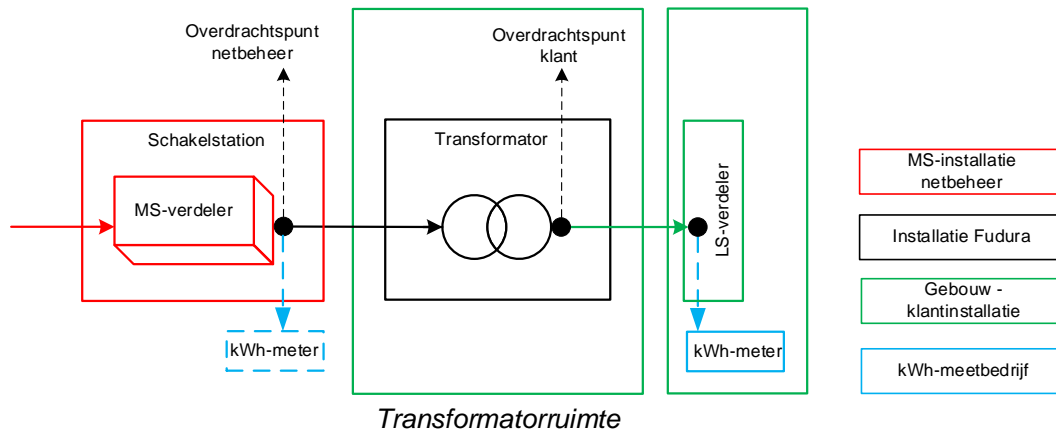 Overdrachtspunt
netbeheer
Overdrachtspunt
klant
Schakelstation
MS-verdeler
kWh-meter
Transformator
Transformatorruimte
LS-verdeler
kWh-meter
MS-installatie
netbeheer
Installatie Fudura
Gebouw -
klantinstallatie
kWh-meetbedrijf